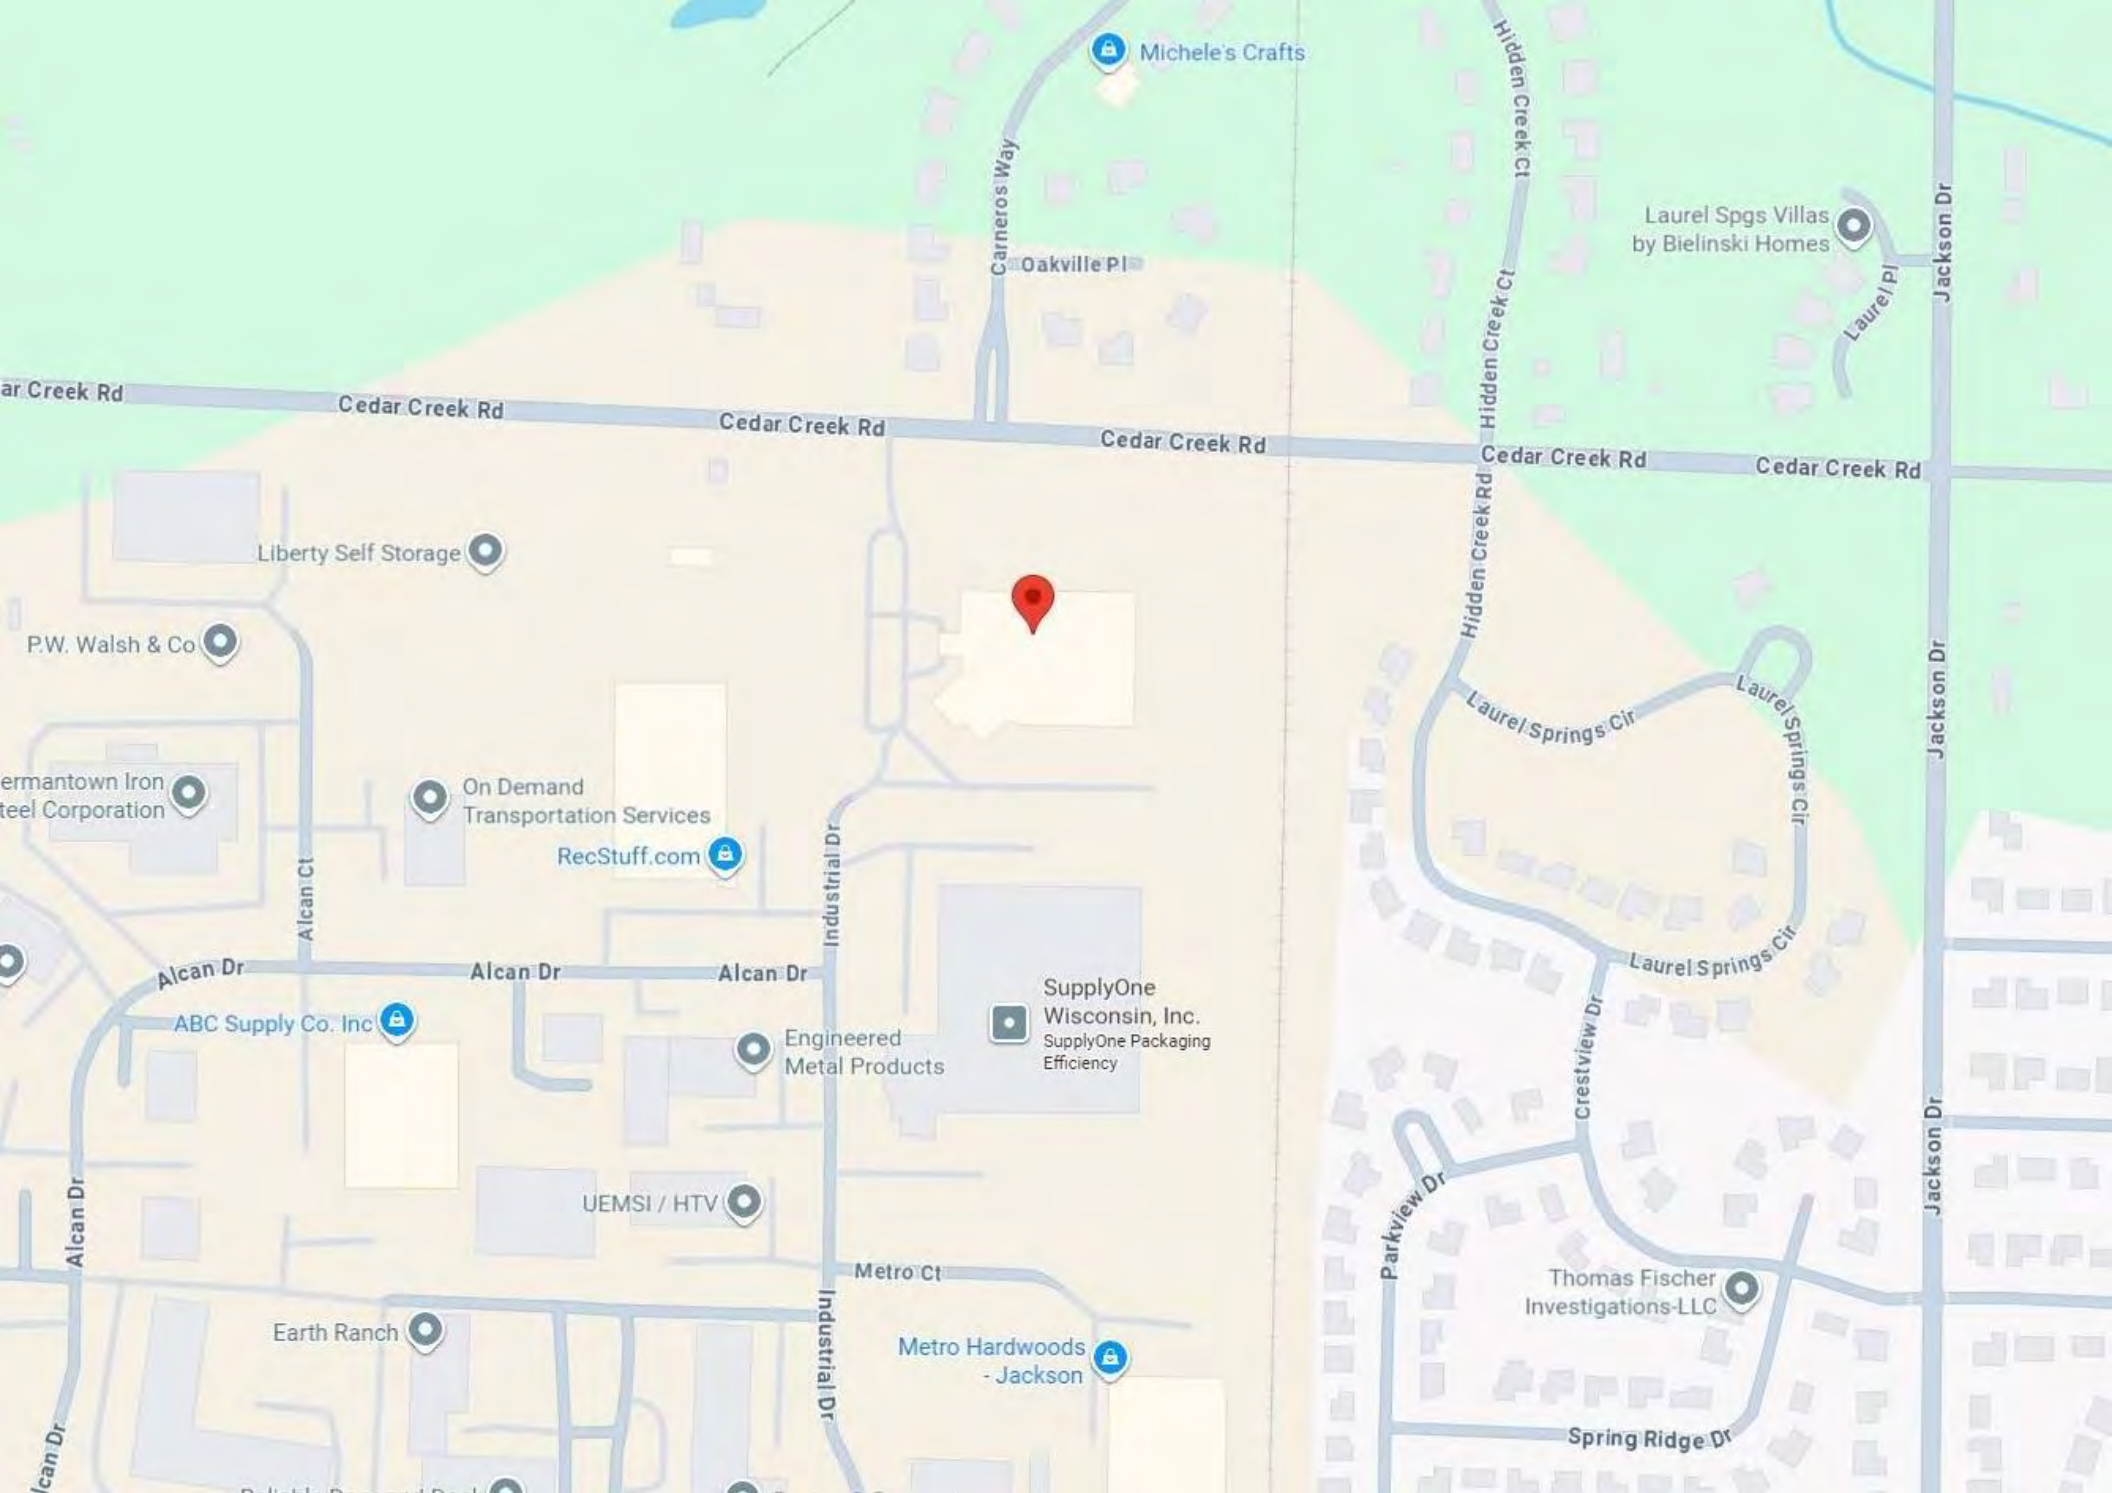 Michele's Crafts
Hidden Creek Ct
Carneros Way
Jackson Dr
Laurel Spgs Villas
by Bielinski Homes
Oakville Pl
Hidden Creek Ct
Laurel Pl
ar Creek Rd
Cedar Creek Rd
Cedar Creek Rd
Cedar Creek Rd
Cedar Creek Rd
Cedar Creek Rd
Hidden Creek Rd
Liberty Self Storage
P.W. Walsh & Co
Laurel Springs Cir
Laurel Springs Cir
Jackson Dr
ermantown Iron
teel Corporation
On Demand
Transportation Services
RecStuff.com
Industrial Dr
Alcan Ct
Alcan Dr
Alcan Dr
Alcan Dr
Laurel Springs Cir
ABC Supply Co. Inc
SupplyOne
Wisconsin, Inc.
SupplyOne Packaging
Efficiency
Engineered
Metal Products
Crestview Dr
Jackson Dr
Alcan Dr
UEMSI / HTV
Parkview Dr
Metro Ct
Thomas Fischer
Investigations-LLC
Earth Ranch
Industrial Dr
Metro Hardwoods
- Jackson
Spring Ridge Dr
lcan Dr